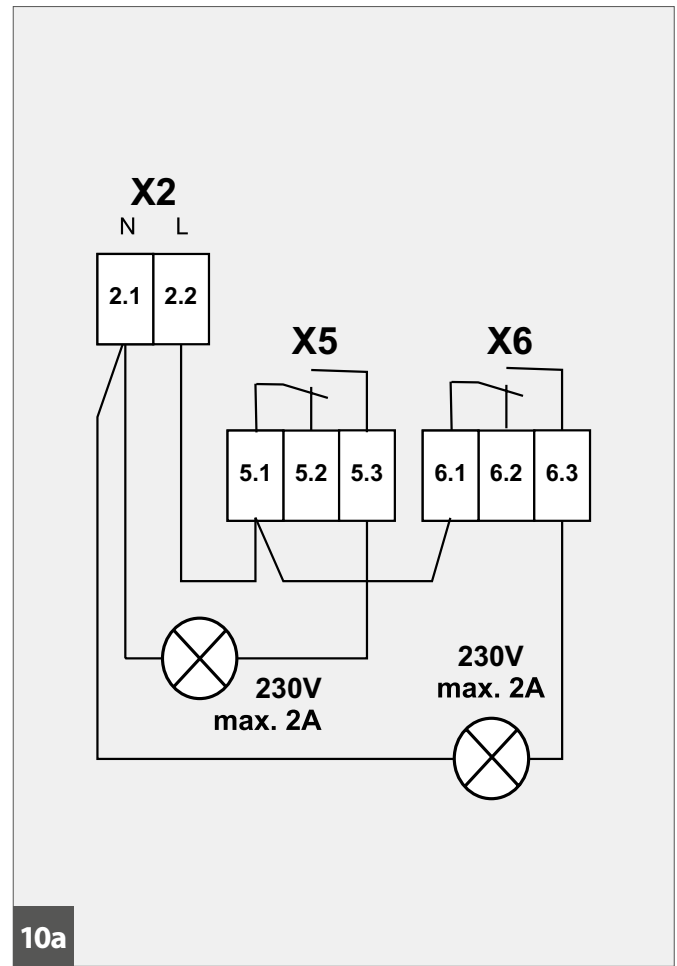 X2
N L
2.1 2.2
X5 X6
5.1 5.2 5.3 6.1 6.2 6.3
230V
max. 2A
230V
max. 2A
10a